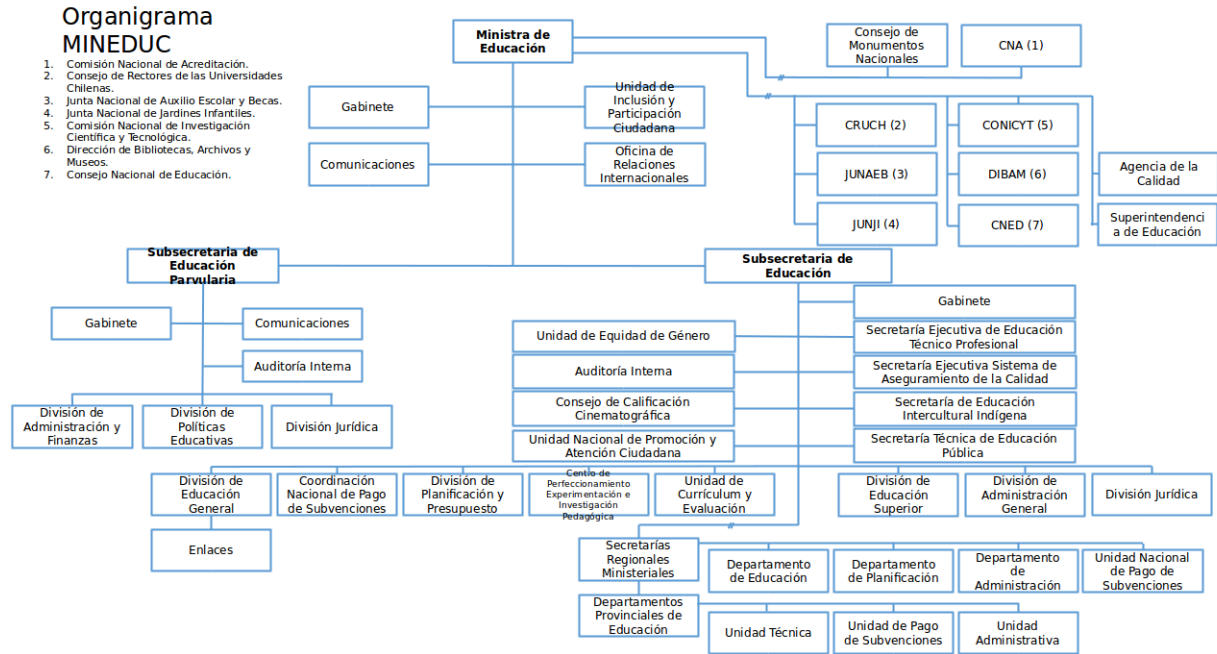 Organigrama
MINEDUC
1. Comisión Nacional de Acreditación.
2. Consejo de Rectores de las Universidades
Chilenas.
3. Junta Nacional de Auxilio Escolar y Becas.
4. Junta Nacional de Jardines Infantiles.
5. Comisión Nacional de Investigación
Científica y Tecnológica.
6. Dirección de Bibliotecas, Archivos y
Museos.
7. Consejo Nacional de Educación.
Ministra de
Educación
Consejo de
Monumentos
Nacionales
CNA (1)
Gabinete
Unidad de
Inclusión y
Participación
Ciudadana
Comunicaciones
Oficina de
Relaciones
Internacionales
CRUCH (2)
CONICYT (5)
JUNAEB (3)
DIBAM (6)
Agencia de la
Calidad
JUNJI (4)
CNED (7)
Superintendenci
a de Educación
Subsecretaria de
Educación
Parvularia
Subsecretaria de
Educación
Gabinete
Comunicaciones
Auditoría Interna
División de
Administración y
Finanzas
División de
Políticas
Educativas
División Jurídica
Gabinete
Unidad de Equidad de Género
Secretaría Ejecutiva de Educación
Técnico Profesional
Auditoría Interna
Secretaría Ejecutiva Sistema de
Aseguramiento de la Calidad
Consejo de Calificación
Cinematográfica
Secretaría de Educación
Intercultural Indígena
Unidad Nacional de Promoción y
Atención Ciudadana
Secretaría Técnica de Educación
Pública
División de
Educación
General
Coordinación
Nacional de Pago
de Subvenciones
División de
Planificación y
Presupuesto
Centro de
Perfeccionamiento
Experimentación e
Investigación
Pedagógica
Unidad de
Currículum y
Evaluación
División de
Educación
Superior
División de
Administración
General
División Jurídica
Enlaces
Secretarías
Regionales
Ministeriales
Departamento
de Educación
Departamento
de Planificación
Departamento
de
Administración
Unidad Nacional
de Pago de
Subvenciones
Departamentos
Provinciales de
Educación
Unidad Técnica
Unidad de Pago
de Subvenciones
Unidad
Administrativa